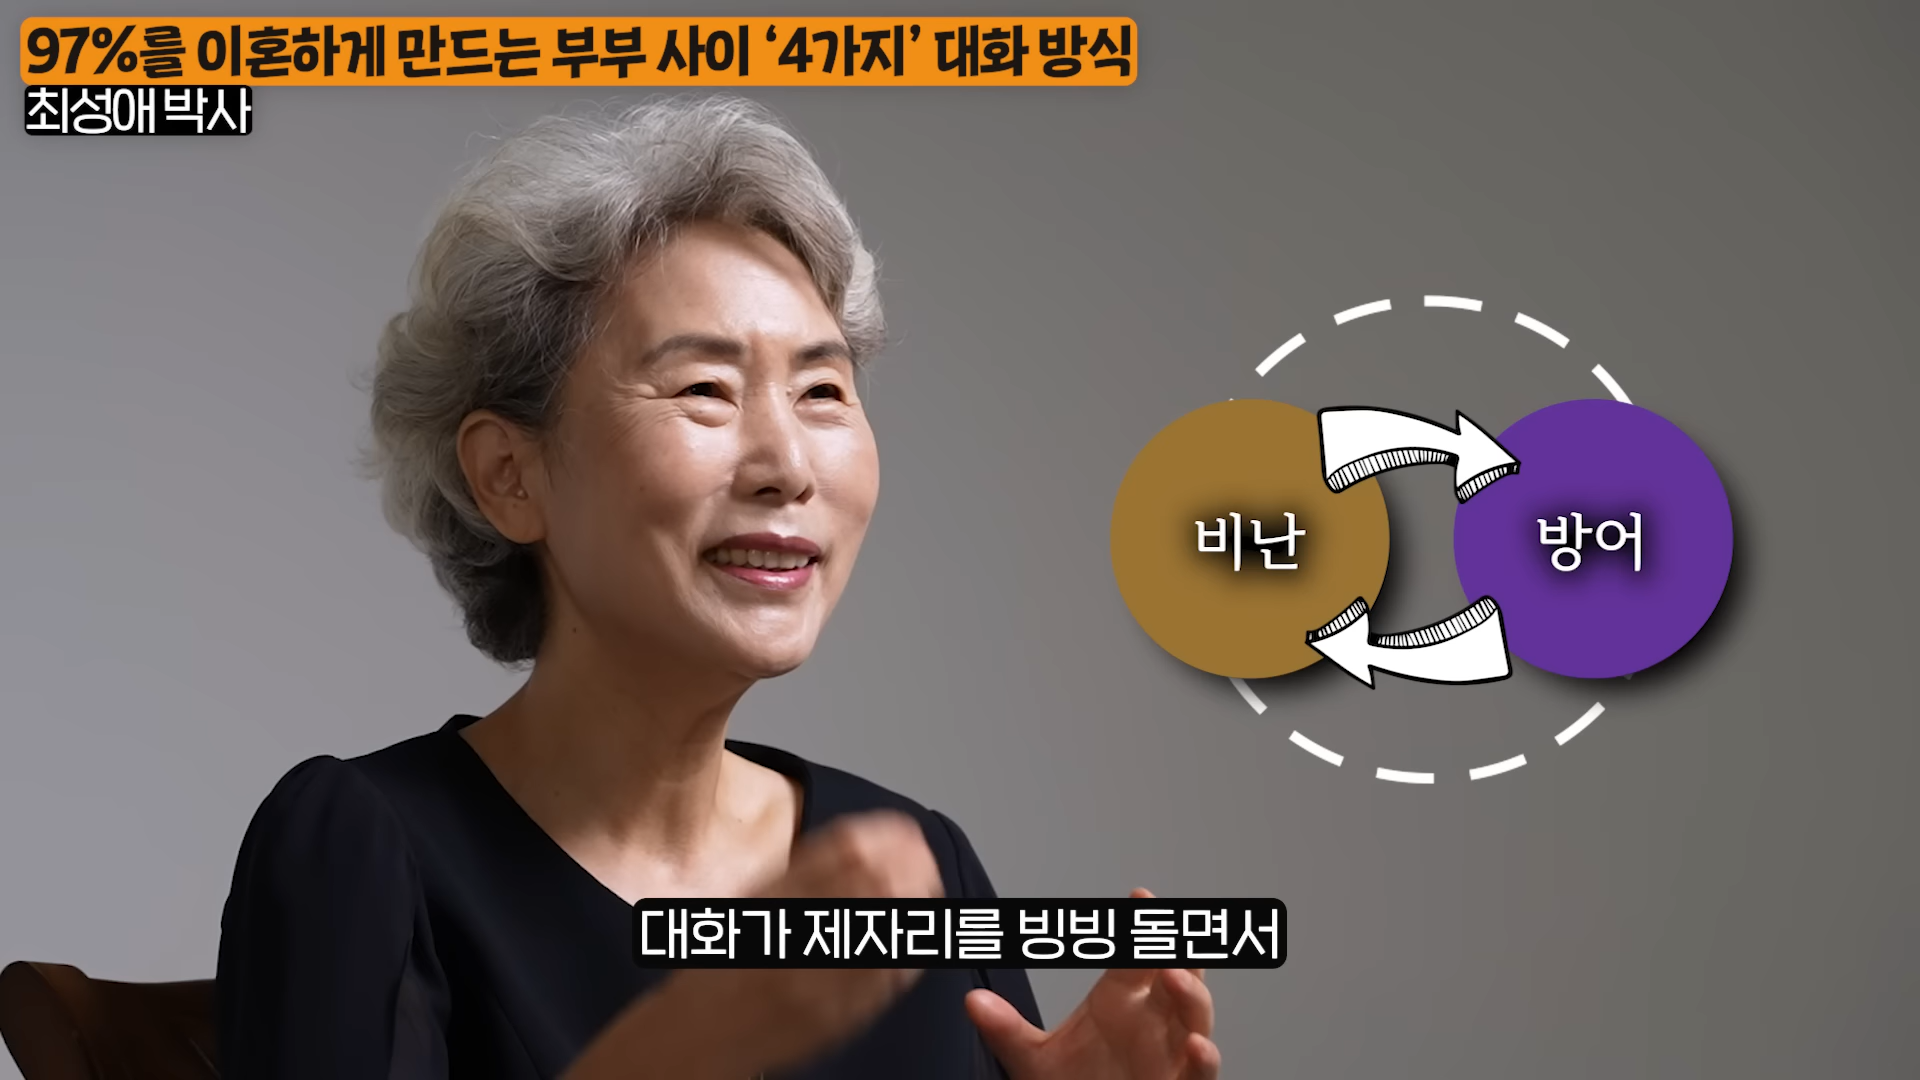 97%를 이혼하게 만드는 부부 사이 ‘4가지’ 대화 방식
최성애 박사
비난
방어
대화가 제자리를 빙빙 돌면서